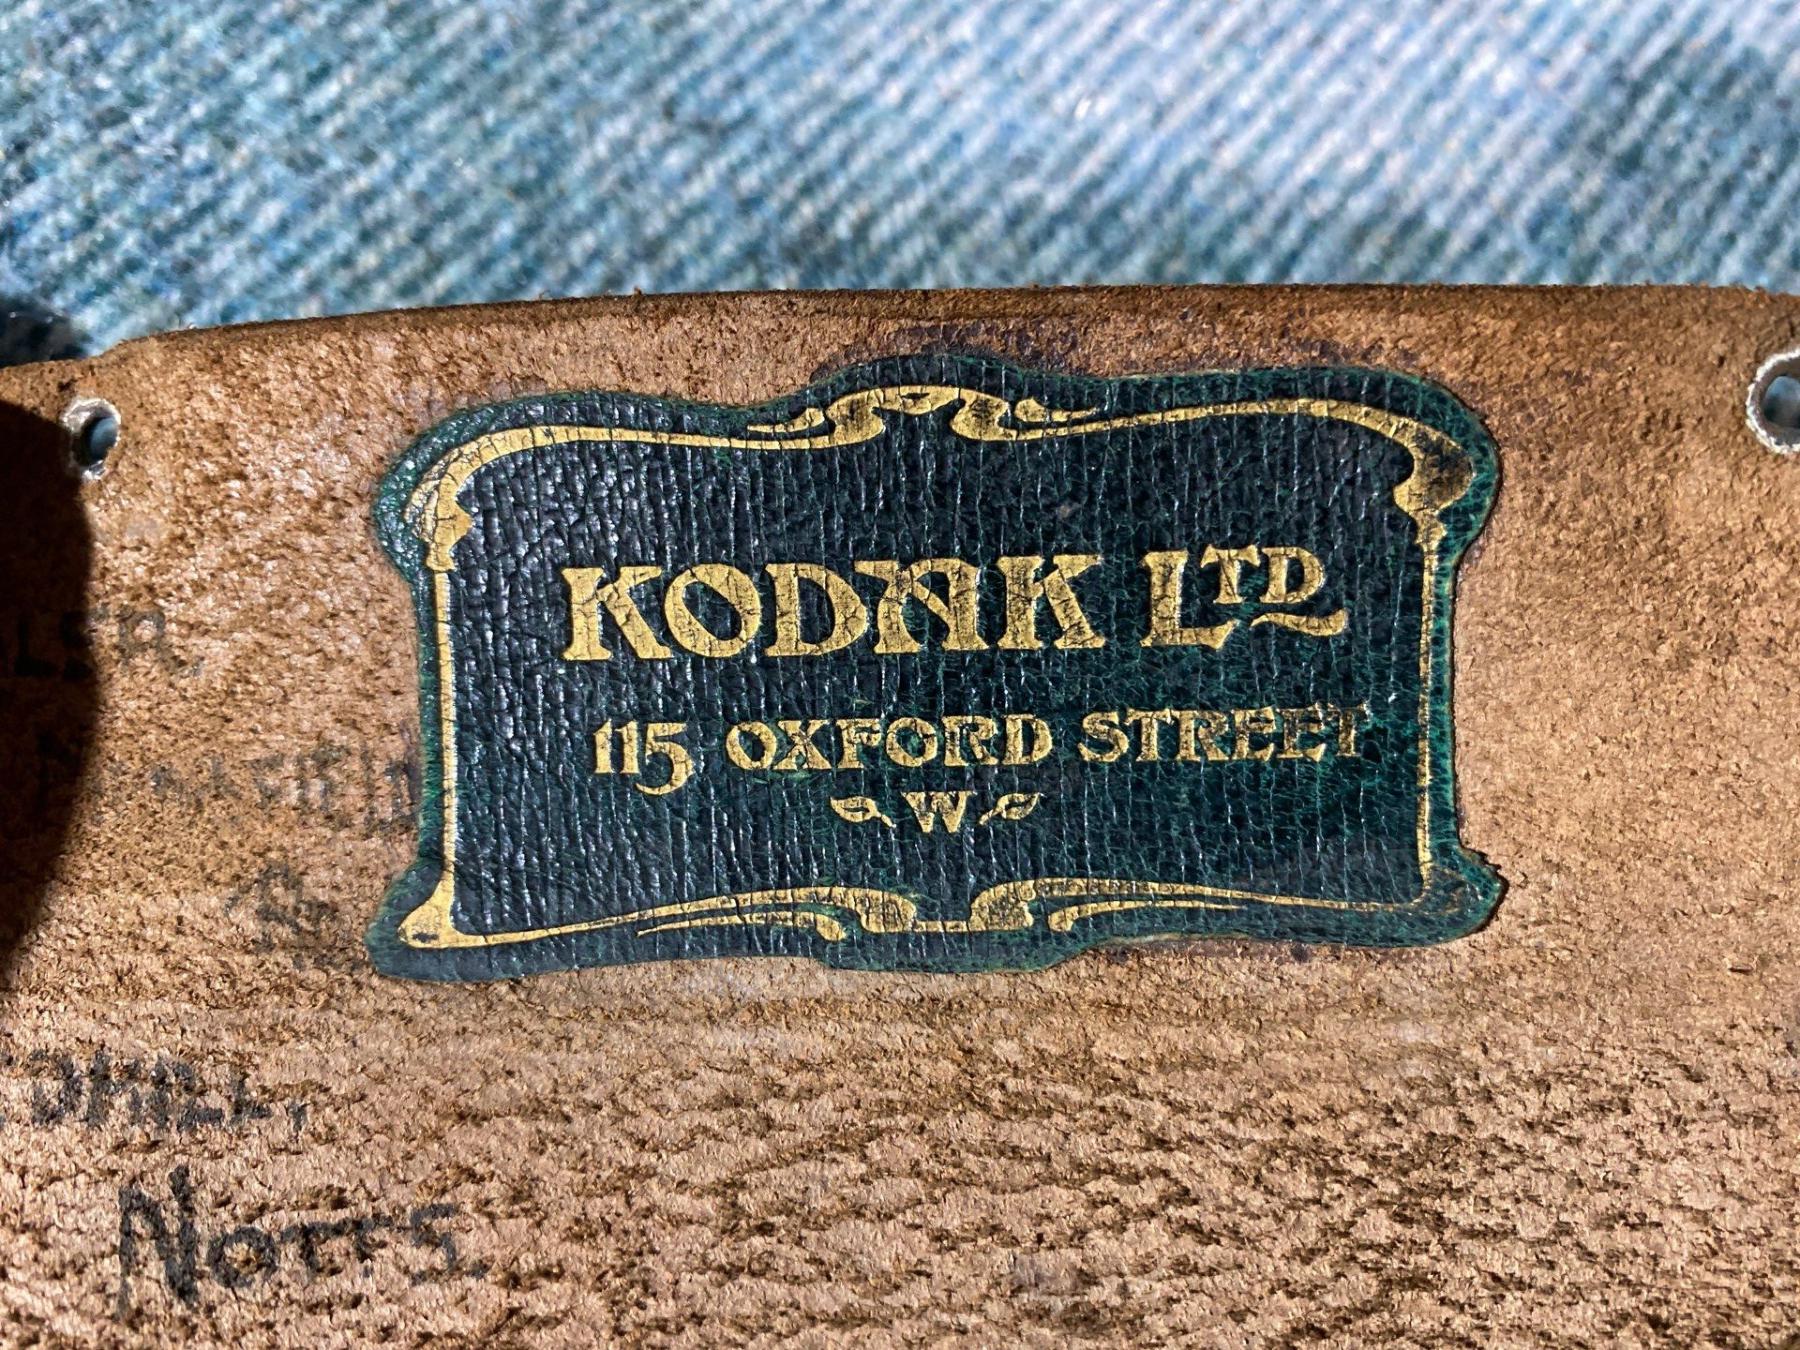 KODAK LTD
115 OXFORD STREET
W
Notts